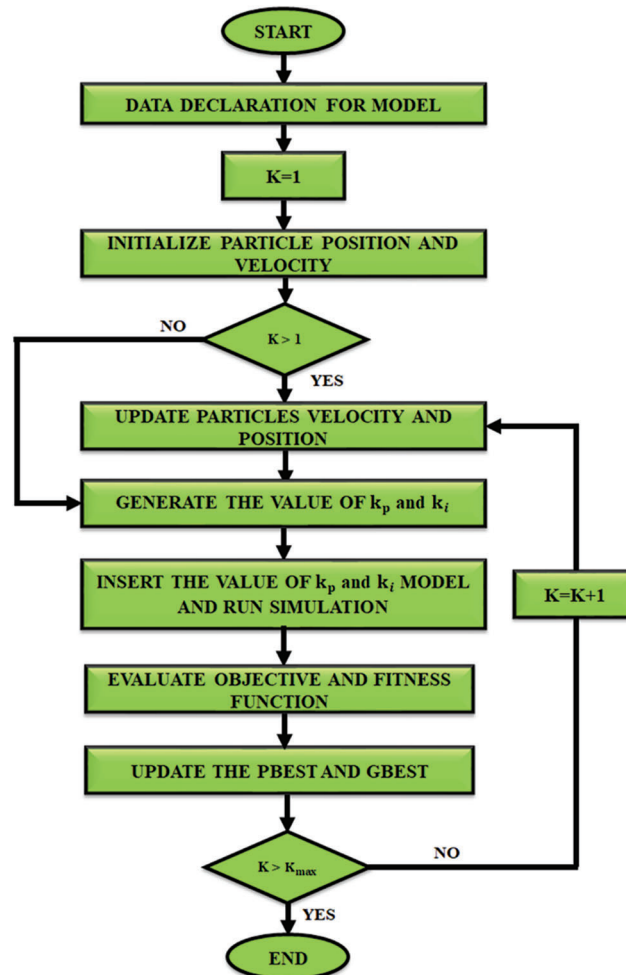 START
DATA DECLARATION FOR MODEL
K=1
INITIALIZE PARTICLE POSITION AND
VELOCITY
NO
K > 1
YES
UPDATE PARTICLES VELOCITY AND
POSITION
GENERATE THE VALUE OF kp and ki
INSERT THE VALUE OF kp and ki MODEL
AND RUN SIMULATION
K=K+1
EVALUATE OBJECTIVE AND FITNESS
FUNCTION
UPDATE THE PBEST AND GBEST
K > Kmax
NO
YES
END